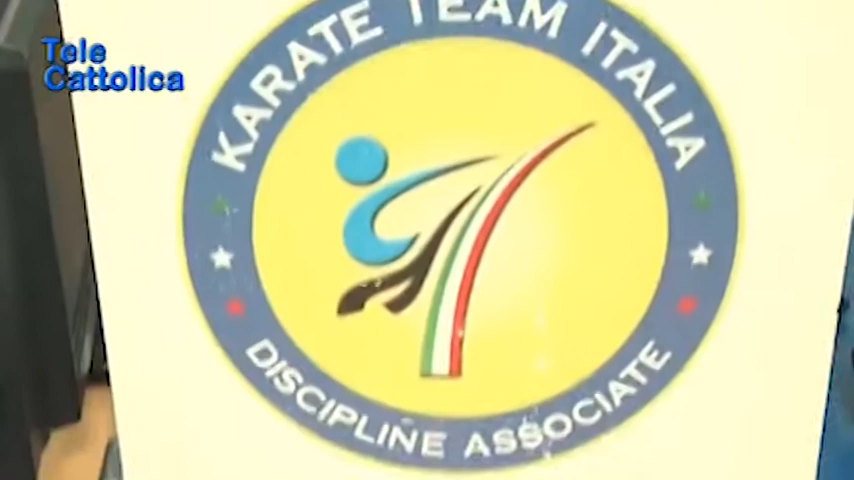 Tele
Cattolica
KARATE TEAM ITALIA
DISCIPLINE ASSOCIATE